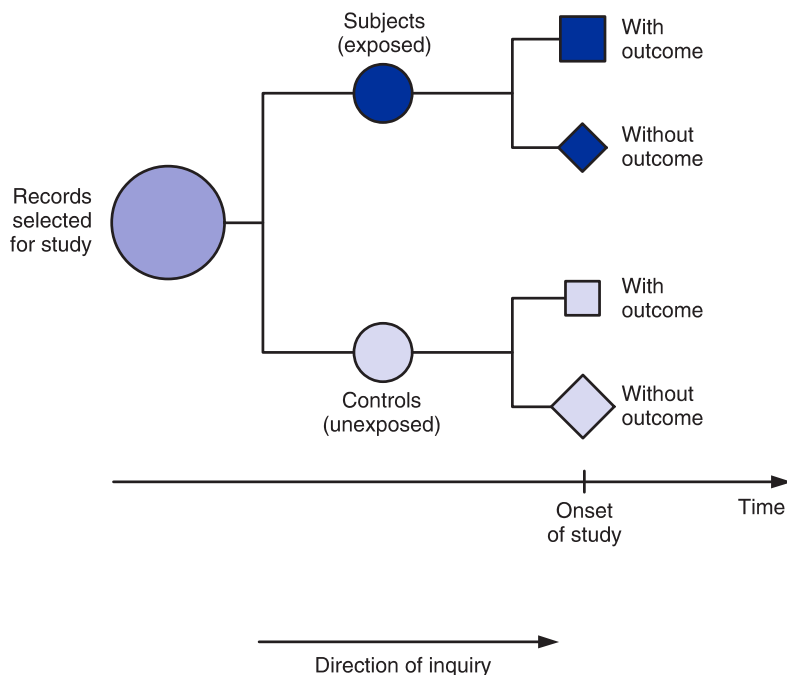 Subjects
(exposed)
With
outcome
Without
outcome
Records
selected
for study
With
outcome
Without
outcome
Controls
(unexposed)
Onset
of study
Time
Direction of inquiry